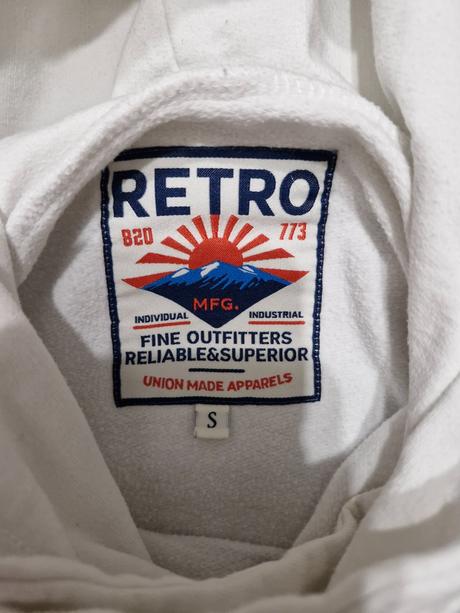 RETRO
820 773
MFG.
INDIVIDUAL INDUSTRIAL
FINE OUTFITTERS
RELIABLE&SUPERIOR
UNION MADE APPARELS
S